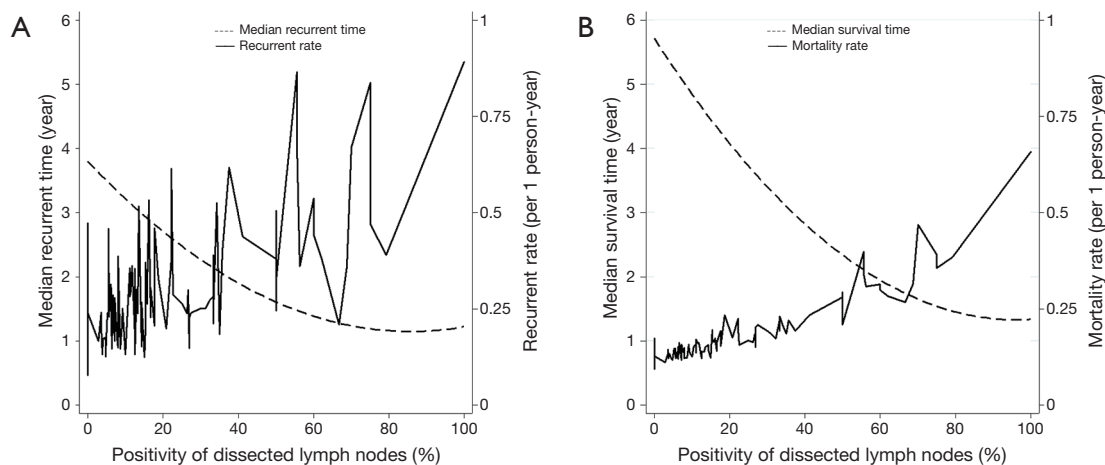 A
Median recurrent time
Recurrent rate
Median recurrent time (year)
6
5
4
3
2
1
0
1
0.75
0.5
0.25
0
Recurrent rate (per 1 person-year)
0 20 40 60 80 100
Positivity of dissected lymph nodes (%)
B
Median survival time
Mortality rate
Median survival time (year)
6
5
4
3
2
1
0
1
0.75
0.5
0.25
0
Mortality rate (per 1 person-year)
0 20 40 60 80 100
Positivity of dissected lymph nodes (%)